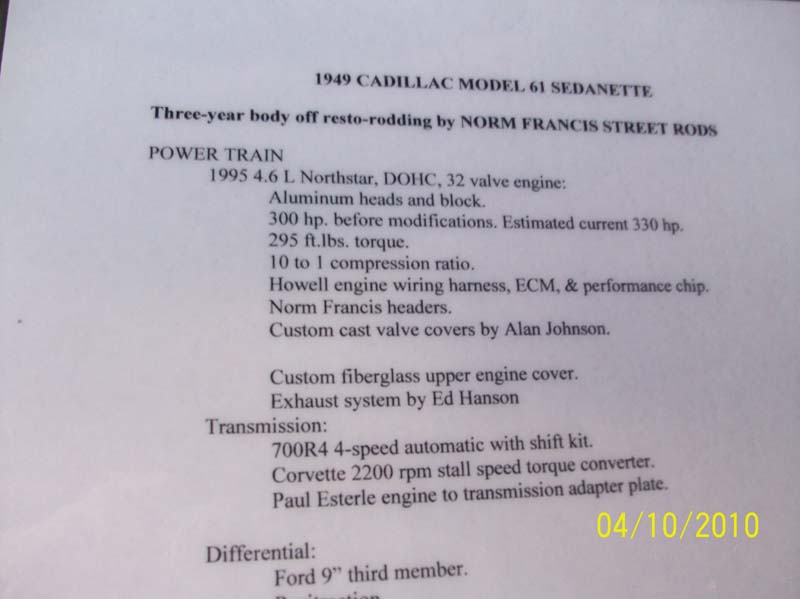 1949 CADILLAC MODEL 61 SEDANETTE
Three-year body off resto-rodding by NORM FRANCIS STREET RODS
POWER TRAIN
1995 4.6 L Northstar, DOHC, 32 valve engine:
Aluminum heads and block.
300 hp. before modifications. Estimated current 330 hp.
295 ft.lbs. torque.
10 to 1 compression ratio.
Howell engine wiring harness, ECM, & performance chip.
Norm Francis headers.
Custom cast valve covers by Alan Johnson.
Custom fiberglass upper engine cover.
Exhaust system by Ed Hanson
Transmission:
700R4 4-speed automatic with shift kit.
Corvette 2200 rpm stall speed torque converter.
Paul Esterle engine to transmission adapter plate.
04/10/2010
Differential:
Ford 9” third member.